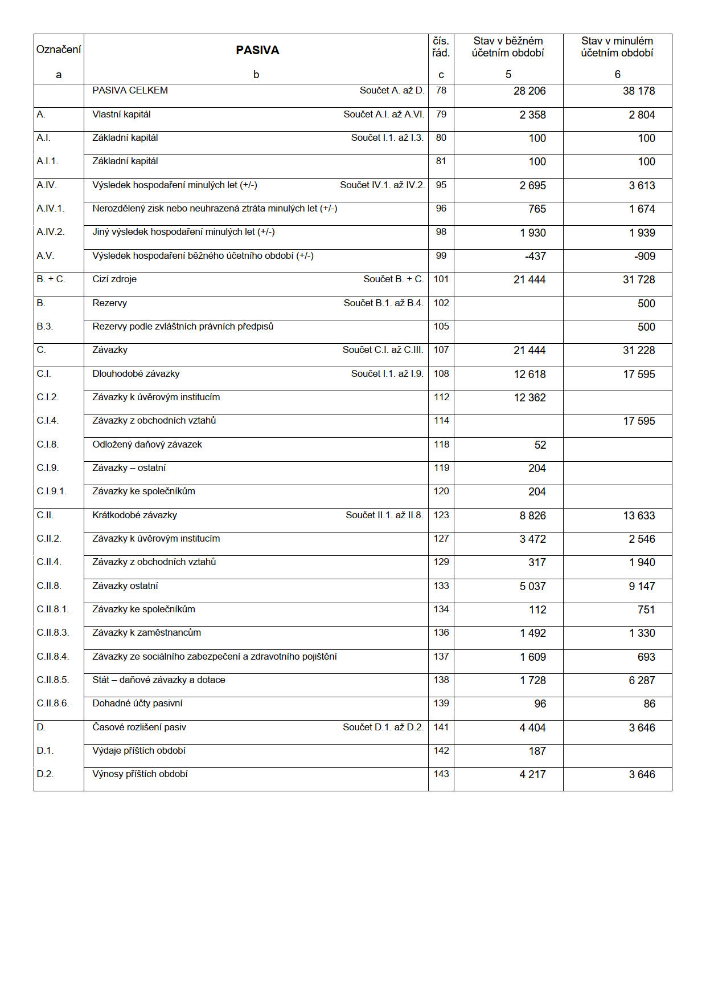 Označení PASIVA čís. řád. Stav v běžném účetním období Stav v minulém účetním období
a b c 5 6
PASIVA CELKEM Součet A. až D. 78 28 206 38 178
A. Vlastní kapitál Součet A.I. až A.VI. 79 2 358 2 804
A.I. Základní kapitál Součet I.1. až I.3. 80 100 100
A.I.1. Základní kapitál 81 100 100
A.IV. Výsledek hospodaření minulých let (+/-) Součet IV.1. až IV.2. 95 2 695 3 613
A.IV.1. Nerozdělený zisk nebo neuhrazená ztráta minulých let (+/-) 96 765 1 674
A.IV.2. Jiný výsledek hospodaření minulých let (+/-) 98 1 930 1 939
A.V. Výsledek hospodaření běžného účetního období (+/-) 99 -437 -909
B. + C. Cizí zdroje Součet B. + C. 101 21 444 31 728
B. Rezervy Součet B.1. až B.4. 102 500
B.3. Rezervy podle zvláštních právních předpisů 105 500
C. Závazky Součet C.I. až C.III. 107 21 444 31 228
C.I. Dlouhodobé závazky Součet I.1. až I.9. 108 12 618 17 595
C.I.2. Závazky k úvěrovým institucím 112 12 362
C.I.4. Závazky z obchodních vztahů 114 17 595
C.I.8. Odložený daňový závazek 118 52
C.I.9. Závazky – ostatní 119 204
C.I.9.1. Závazky ke společníkům 120 204
C.II. Krátkodobé závazky Součet II.1. až II.8. 123 8 826 13 633
C.II.2. Závazky k úvěrovým institucím 127 3 472 2 546
C.II.4. Závazky z obchodních vztahů 129 317 1 940
C.II.8. Závazky ostatní 133 5 037 9 147
C.II.8.1. Závazky ke společníkům 134 112 751
C.II.8.3. Závazky k zaměstnancům 136 1 492 1 330
C.II.8.4. Závazky ze sociálního zabezpečení a zdravotního pojištění 137 1 609 693
C.II.8.5. Stát – daňové závazky a dotace 138 1 728 6 287
C.II.8.6. Dohadné účty pasivní 139 96 86
D. Časové rozlišení pasiv Součet D.1. až D.2. 141 4 404 3 646
D.1. Výdaje příštích období 142 187
D.2. Výnosy příštích období 143 4 217 3 646